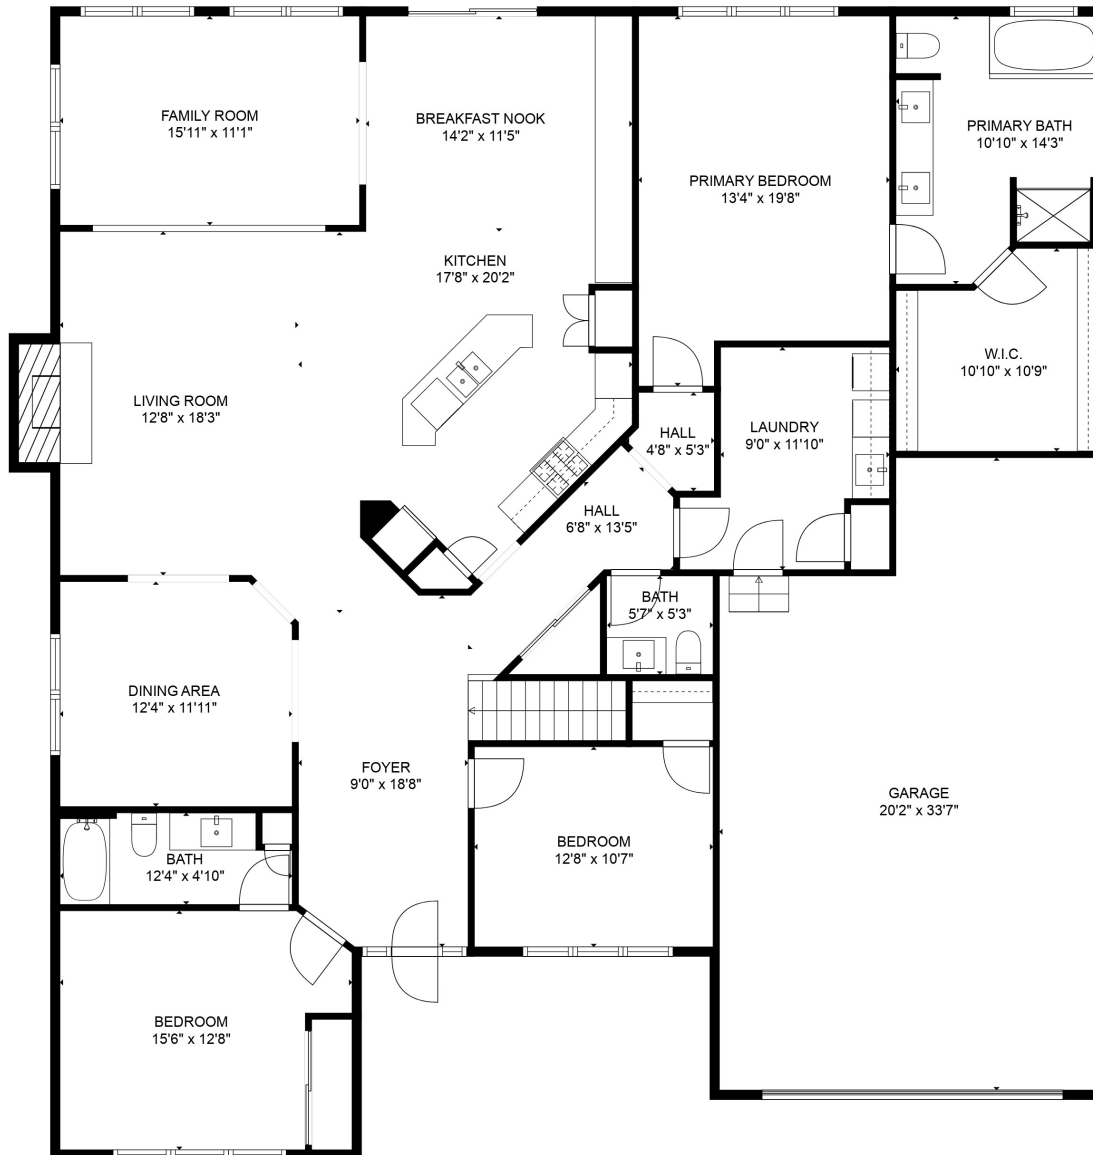 FAMILY ROOM
15'11" x 11'1"
BREAKFAST NOOK
14'2" x 11'5"
PRIMARY BATH
10'10" x 14'3"
PRIMARY BEDROOM
13'4" x 19'8"
KITCHEN
17'8" x 20'2"
W.I.C.
10'10" x 10'9"
LIVING ROOM
12'8" x 18'3"
HALL
4'8" x 5'3"
LAUNDRY
9'0" x 11'10"
HALL
6'8" x 13'5"
BATH
5'7" x 5'3"
DINING AREA
12'4" x 11'11"
FOYER
9'0" x 18'8"
GARAGE
20'2" x 33'7"
BEDROOM
12'8" x 10'7"
BATH
12'4" x 4'10"
BEDROOM
15'6" x 12'8"